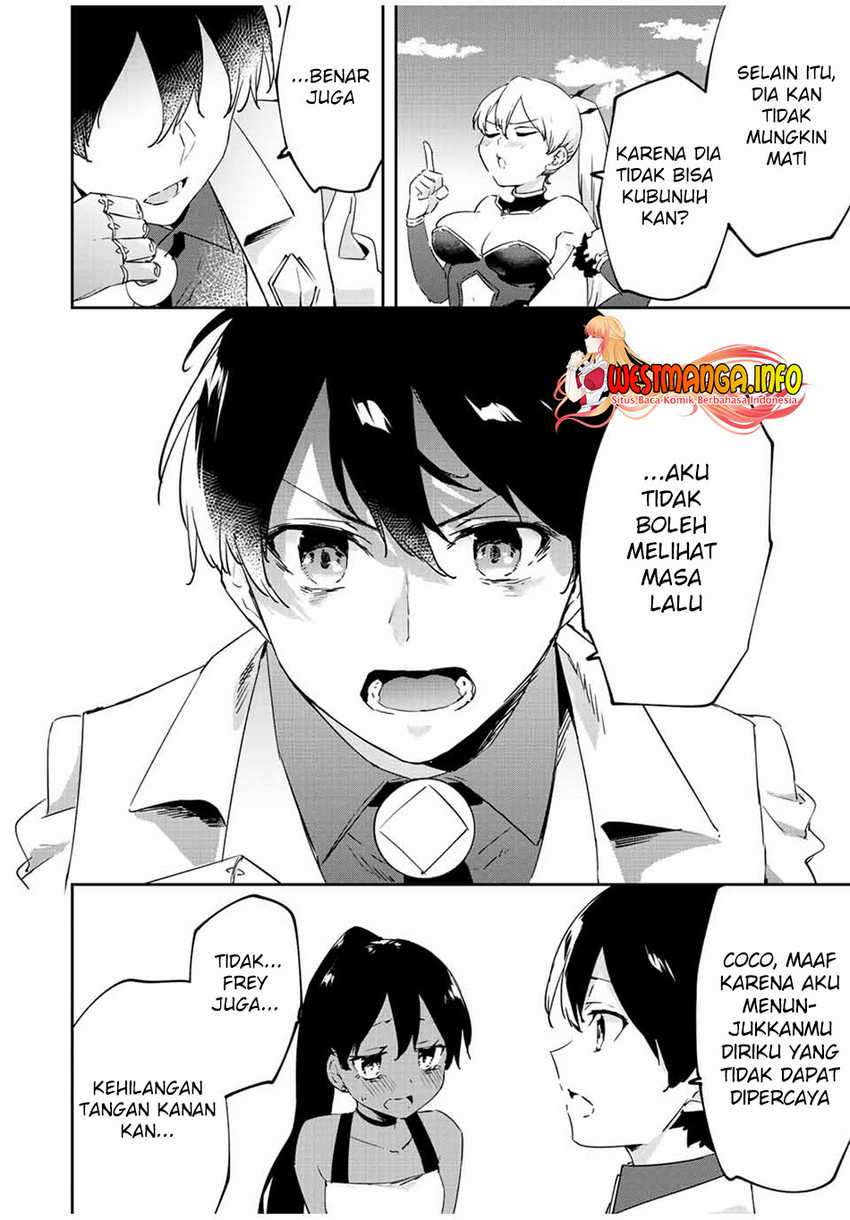 SELAIN ITU,
DIA KAN
TIDAK
MUNGKIN
MATI
KARENA DIA
TIDAK BISA
KUBUNUH
KAN?
...BENAR
JUGA
WESTMANGA.INFO
Situs Baca Komik Berbahasa Indonesia
...AKU
TIDAK
BOLEH
MELIHAT
MASA
LALU
COCO, MAAF
KARENA AKU
MENUN-
JUKKANMU
DIRIKU YANG
TIDAK DAPAT
DIPERCAYA
TIDAK...
FREY
JUGA...
KEHILANGAN
TANGAN KANAN
KAN...